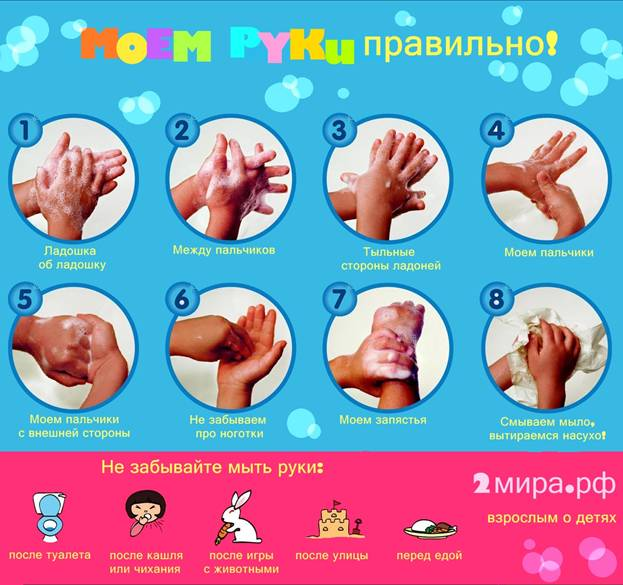 Моем руки правильно!
1
2
3
4
Ладошка
об ладошку
Между пальчиков
Тыльные
стороны ладоней
Моем пальчики
5
6
7
8
Моем пальчики
с внешней стороны
Не забываем
про ноготки
Моем запястья
Смываем мыло,
вытираемся насухо!
Не забывайте мыть руки:
2мира.рф
взрослым о детях
после туалета
после кашля
или чихания
после игры
с животными
после улицы
перед едой